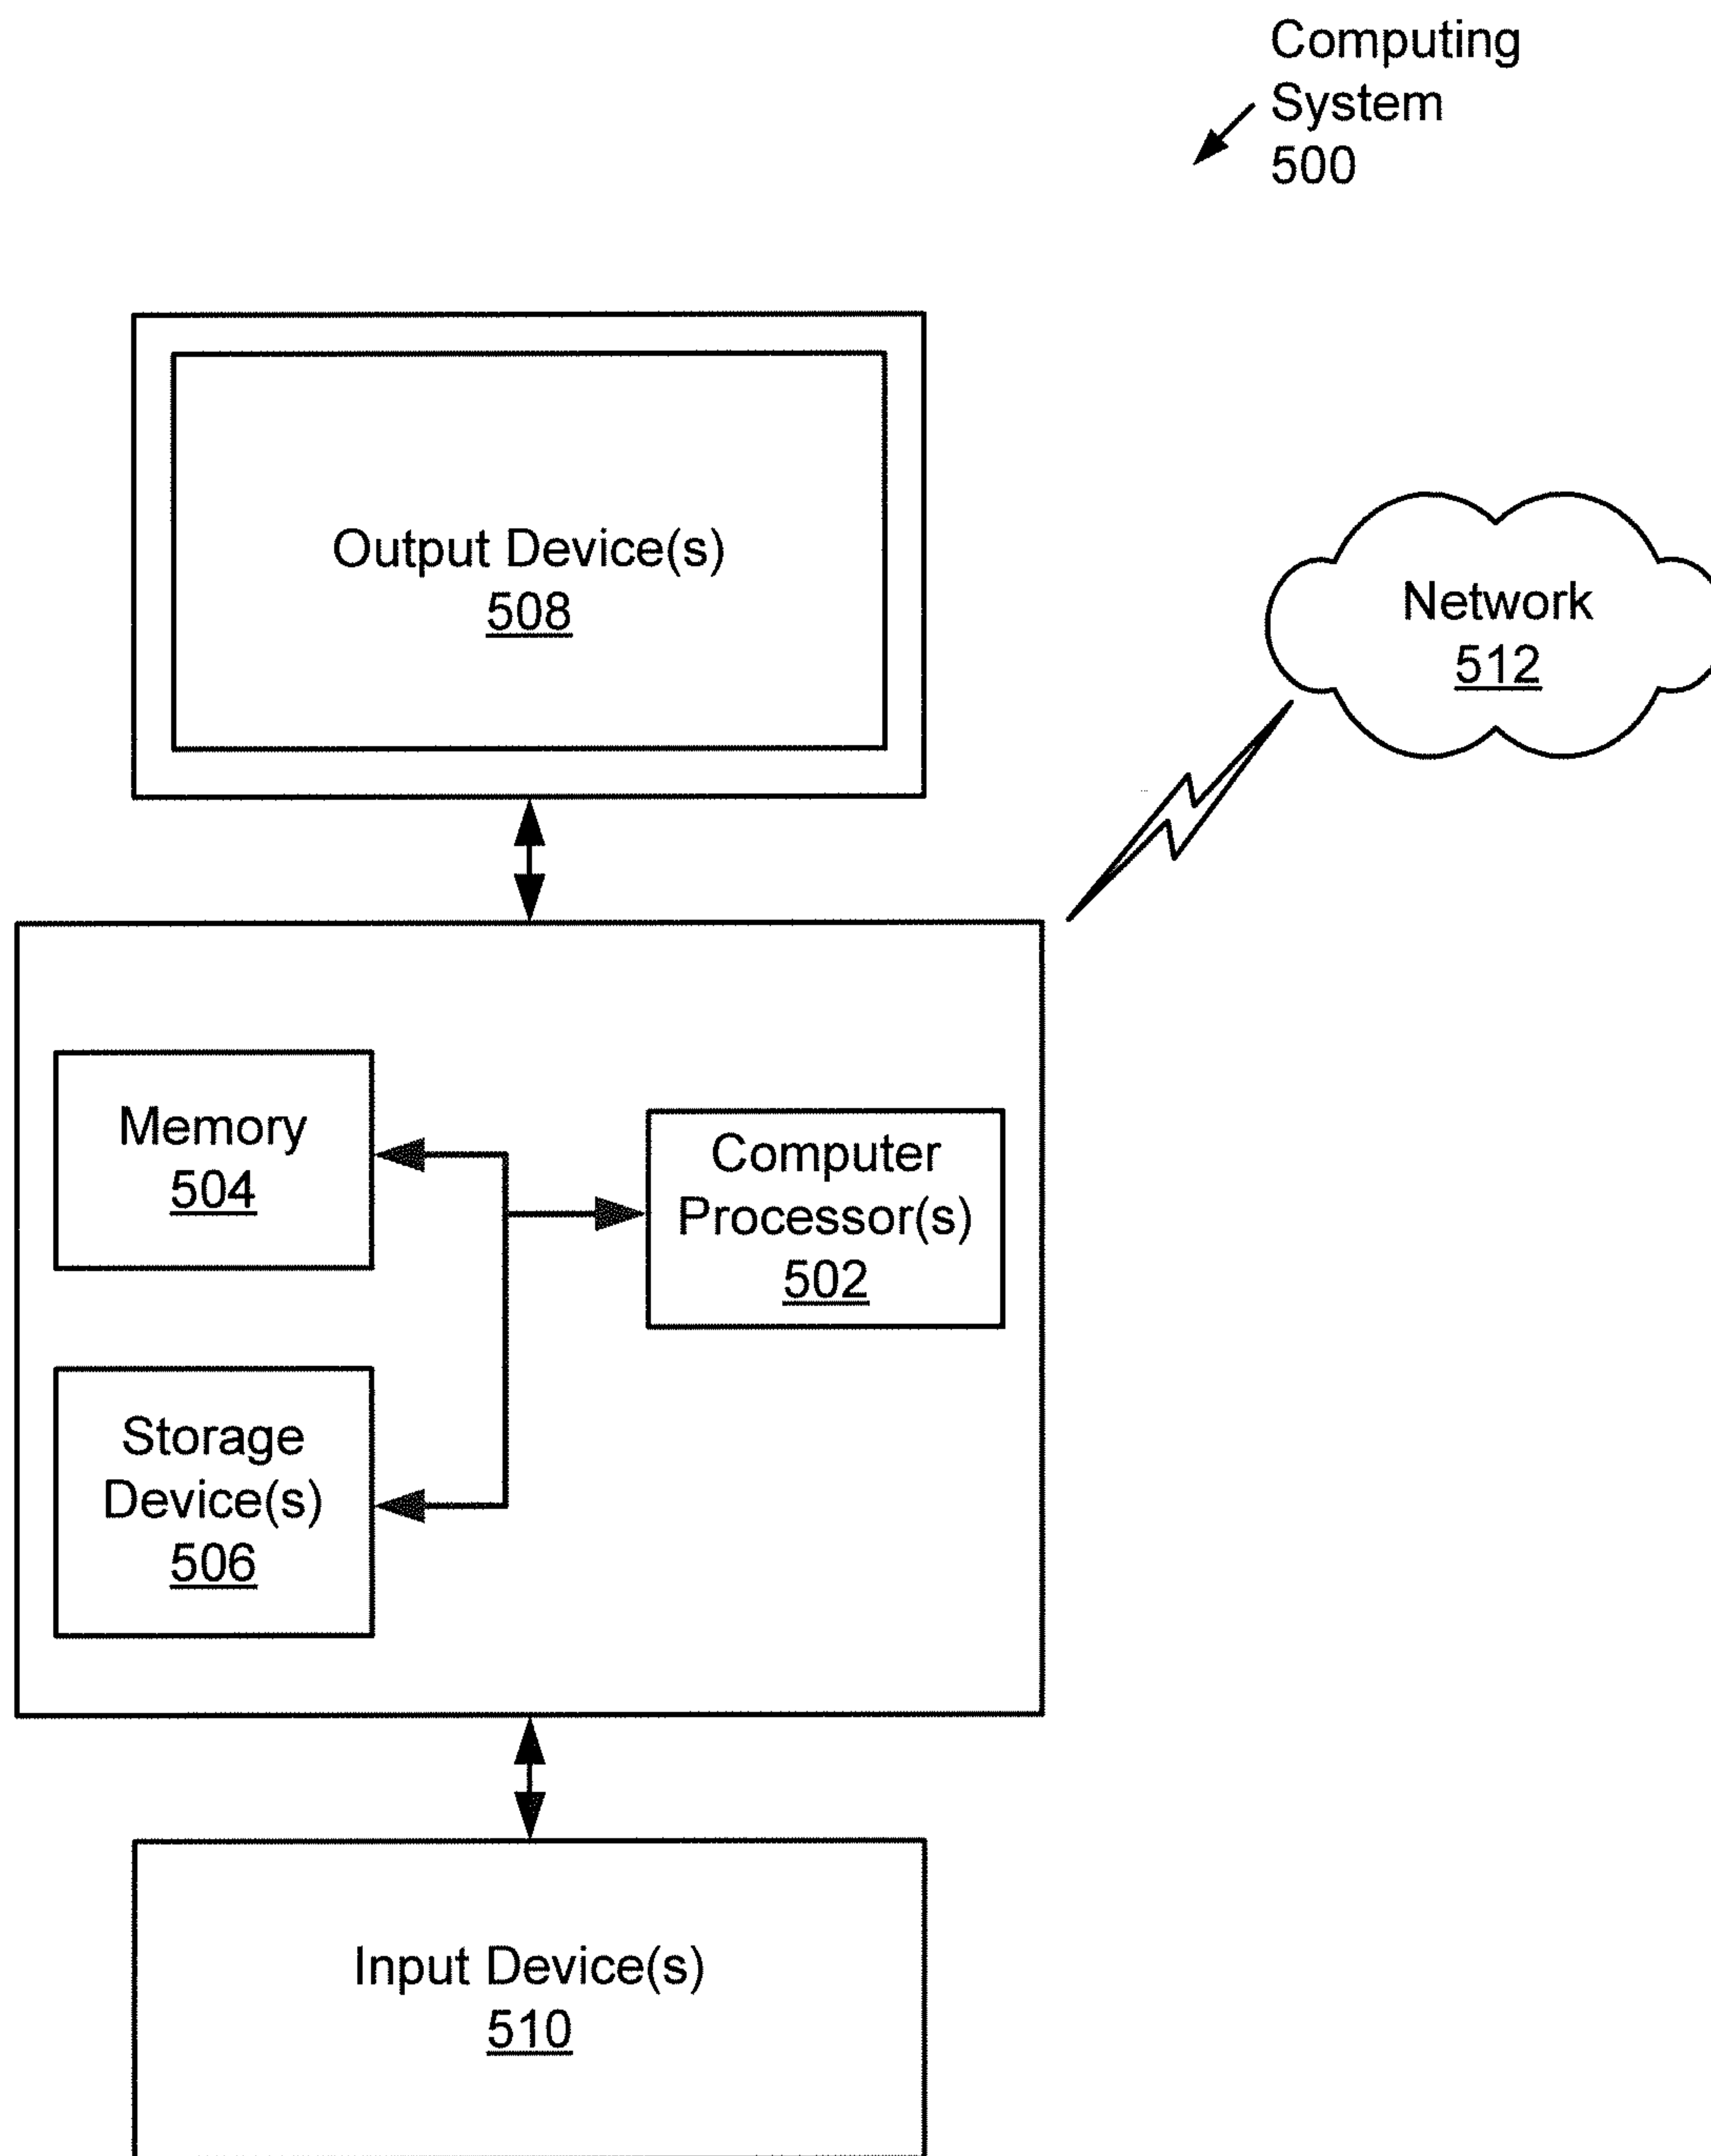 Computing
System
500
Output Device(s)
508
Network
512
Memory
504
Computer
Processor(s)
502
Storage
Device(s)
506
Input Device(s)
510